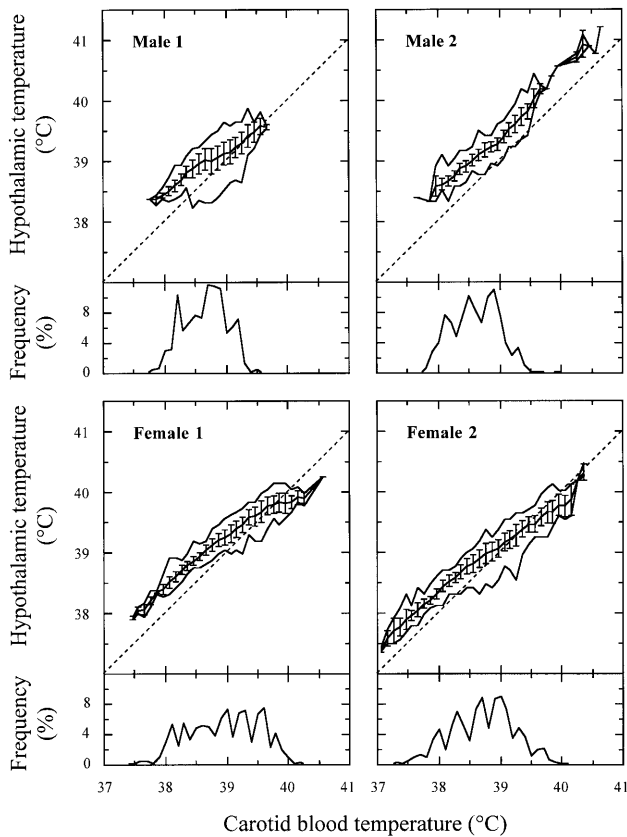 Male 1
Male 2
41
40
39
38
Hypothalamic temperature
(°C)
8
4
0
Frequency
(%)
Female 1
Female 2
41
40
39
38
Hypothalamic temperature
(°C)
8
4
0
Frequency
(%)
37 38 39 40 41 37 38 39 40 41
Carotid blood temperature (°C)